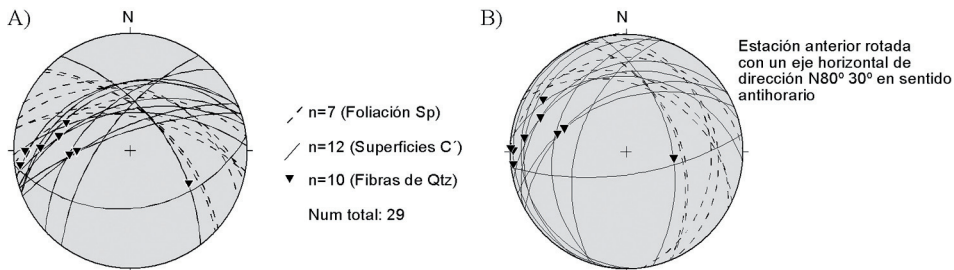 A)
N
n=7 (Foliación Sp)
n=12 (Superficies C´)
n=10 (Fibras de Qtz)
Num total: 29
B)
N
Estación anterior rotada
con un eje horizontal de
dirección N80º 30º en sentido
antihorario